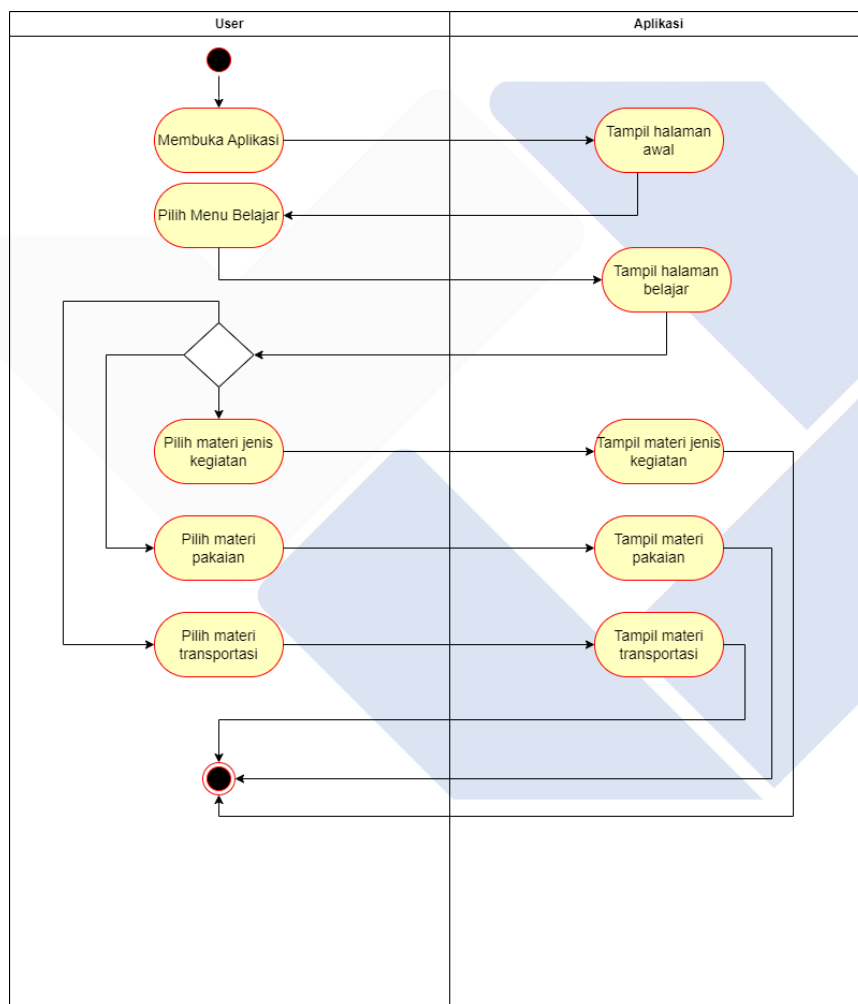 User
Aplikasi
Membuka Aplikasi
Tampil halaman
awal
Pilih Menu Belajar
Tampil halaman
belajar
Pilih materi jenis
kegiatan
Tampil materi jenis
kegiatan
Pilih materi
pakaian
Tampil materi
pakaian
Pilih materi
transportasi
Tampil materi
transportasi